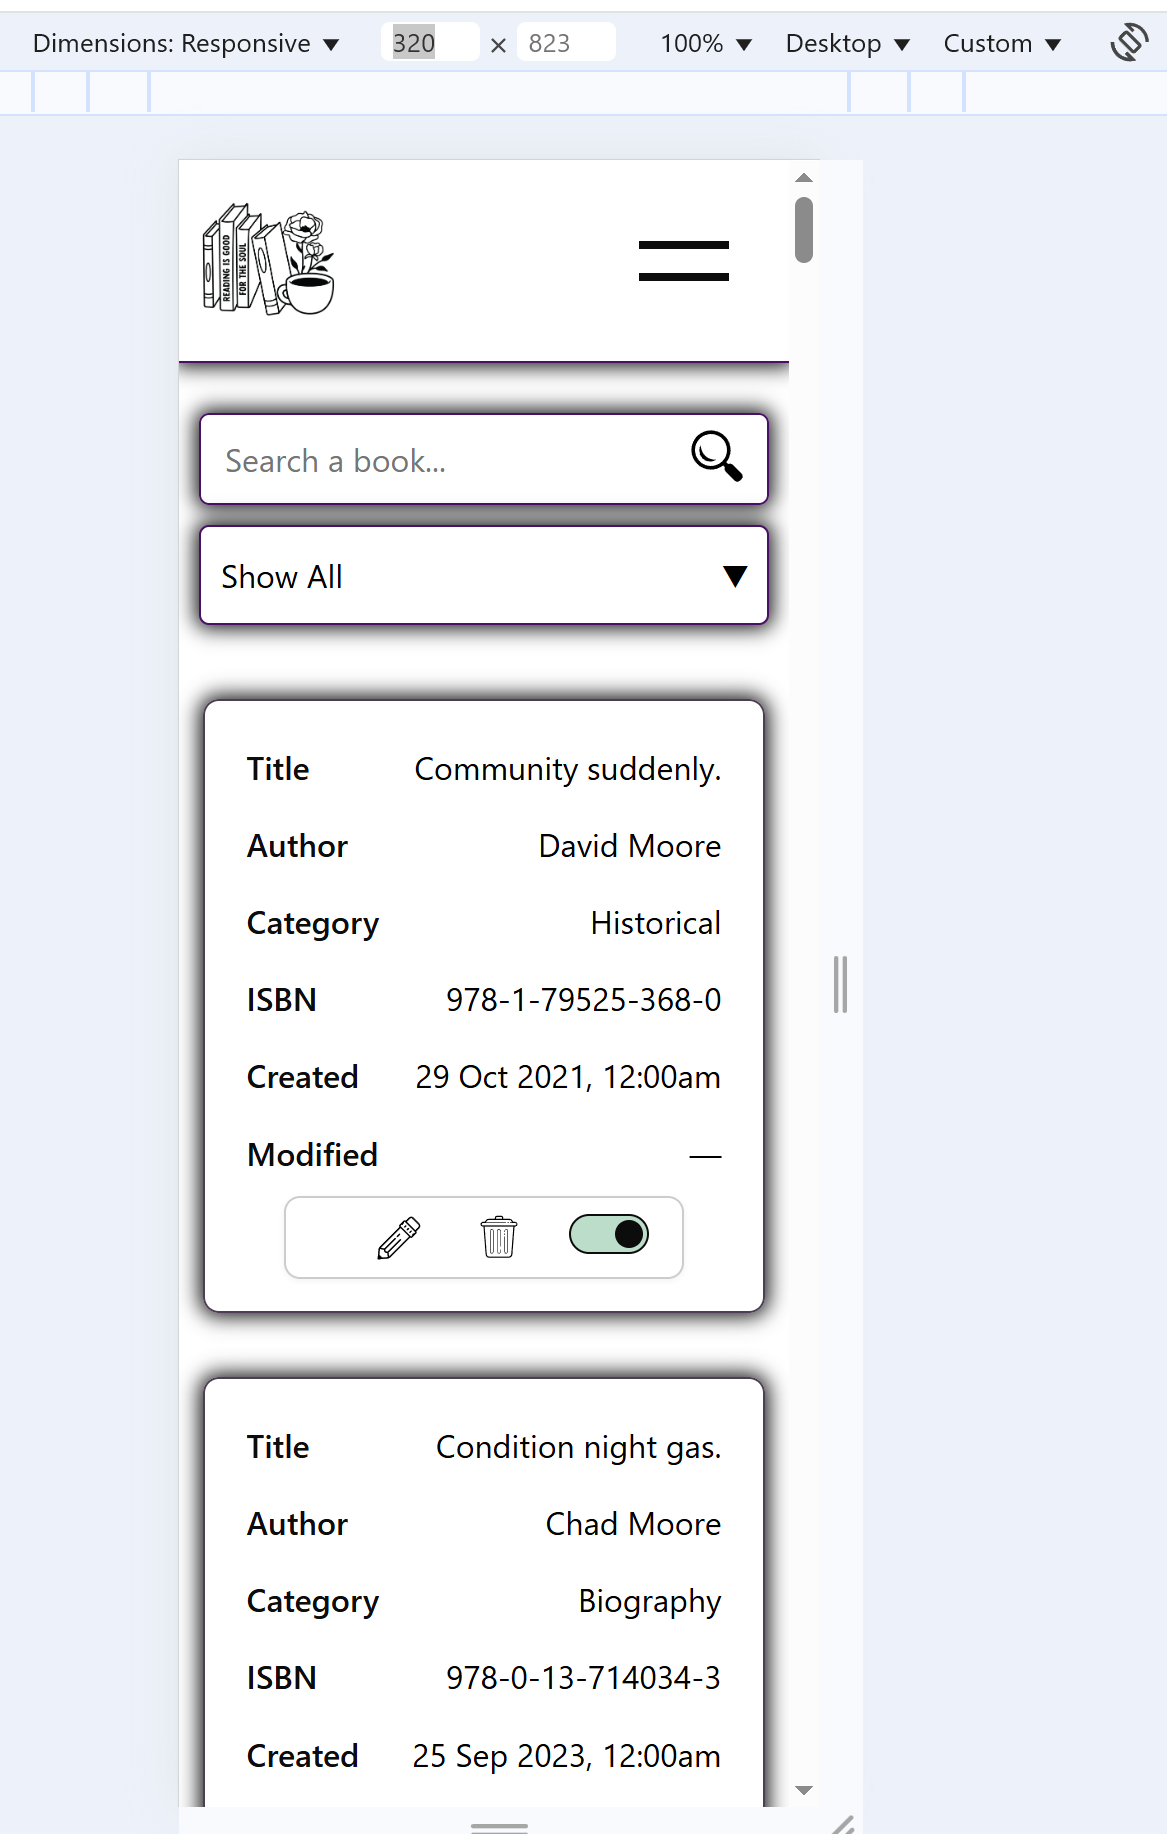 Dimensions: Responsive ▼ 320 × 823 100% ▼ Desktop ▼ Custom ▼
READING IS GOOD
FOR THE SOUL
Search a book...
Show All ▼
Title Community suddenly.
Author David Moore
Category Historical
ISBN 978-1-79525-368-0
Created 29 Oct 2021, 12:00am
Modified —
Title Condition night gas.
Author Chad Moore
Category Biography
ISBN 978-0-13-714034-3
Created 25 Sep 2023, 12:00am